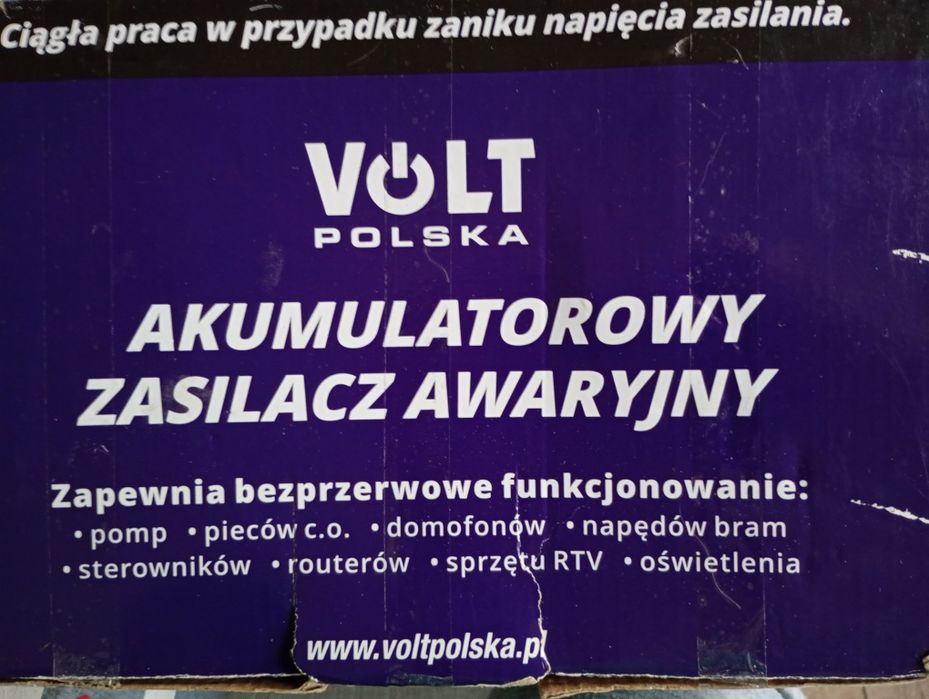 Ciągła praca w przypadku zaniku napięcia zasilania.
VOLT
POLSKA
AKUMULATOROWY
ZASILACZ AWARYJNY
Zapewnia bezprzerwowe funkcjonowanie:
• pomp • pieców c.o. • domofonów • napędów bram
• sterowników • routerów • sprzętu RTV • oświetlenia
www.voltpolska.pl